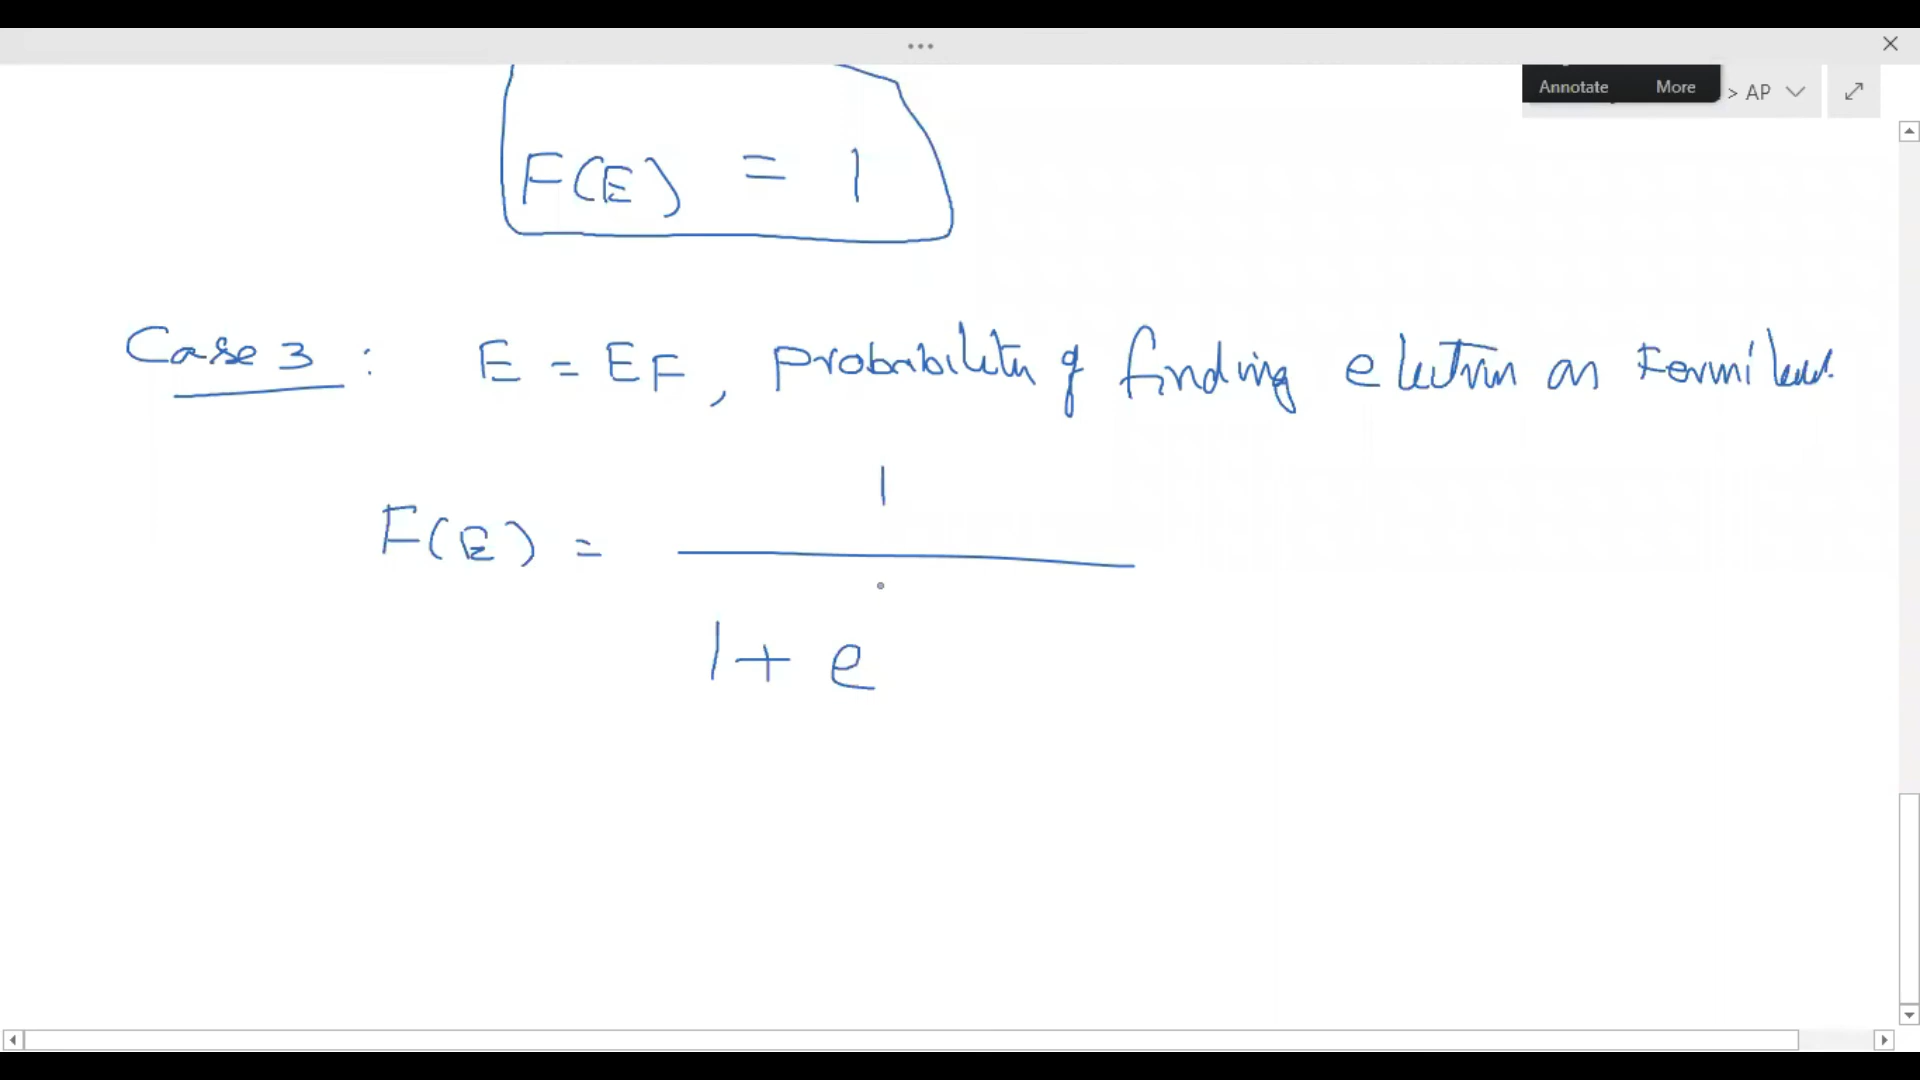 Annotate More > AP
F(E) = 1
Case 3 : E = EF, Probability of finding electron on Fermi level.
F(E) = 1
1 + e